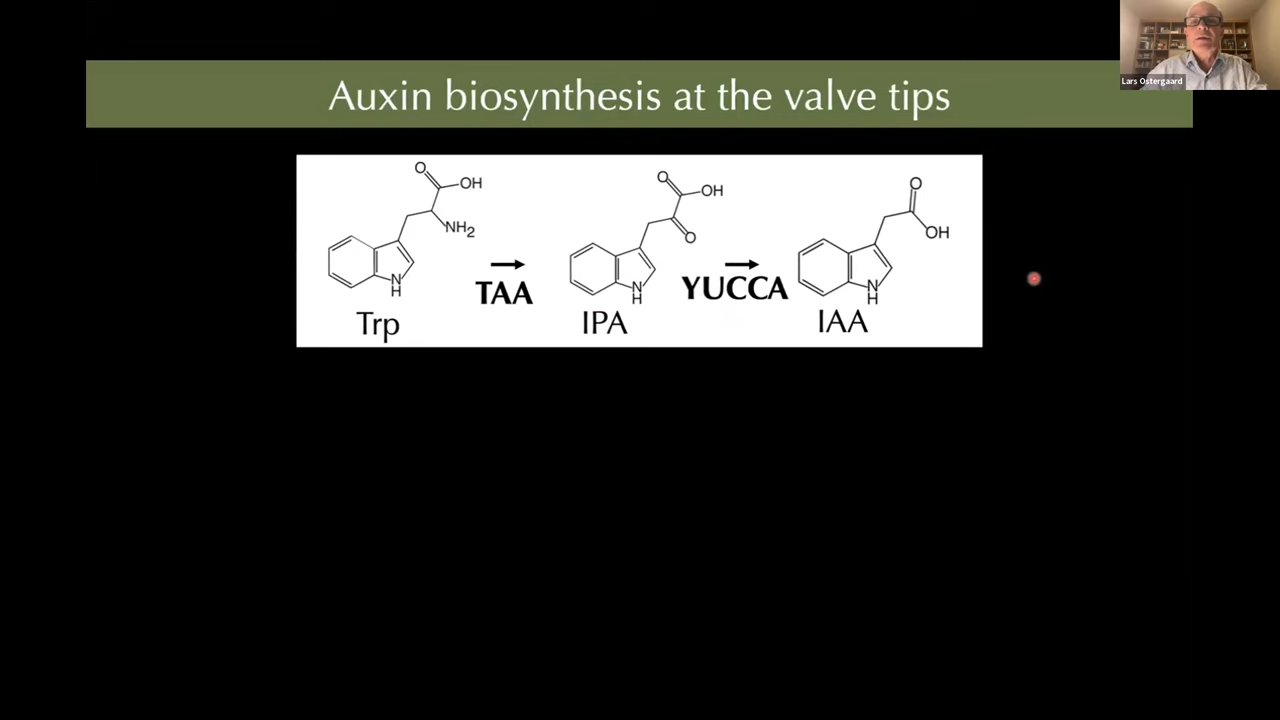 Lars Ostergaard
Auxin biosynthesis at the valve tips
O
OH
NH2
N
H
Trp
TAA
O
OH
O
N
H
IPA
YUCCA
O
OH
N
H
IAA